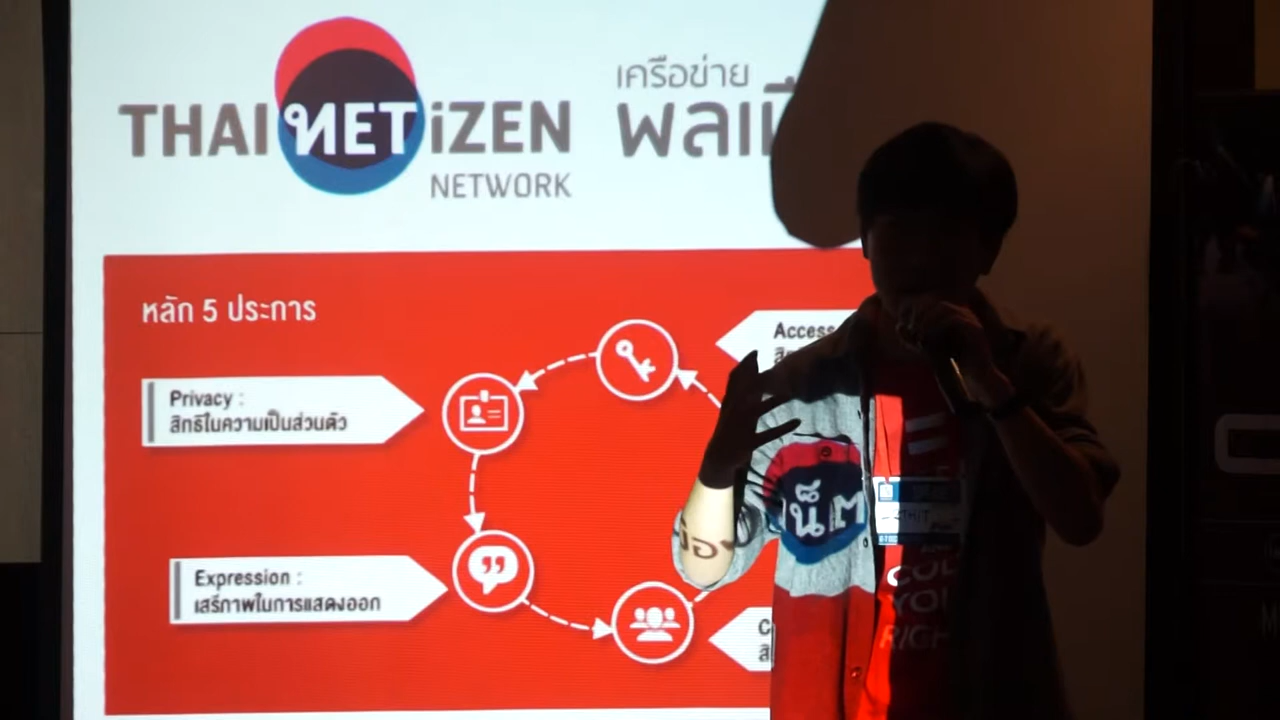 THAI NETiZEN
NETWORK
เครือข่าย
หลัก 5 ประการ
Access
Privacy :
สิทธิในความเป็นส่วนตัว
Expression :
เสรีภาพในการแสดงออก
YOU
RIGH